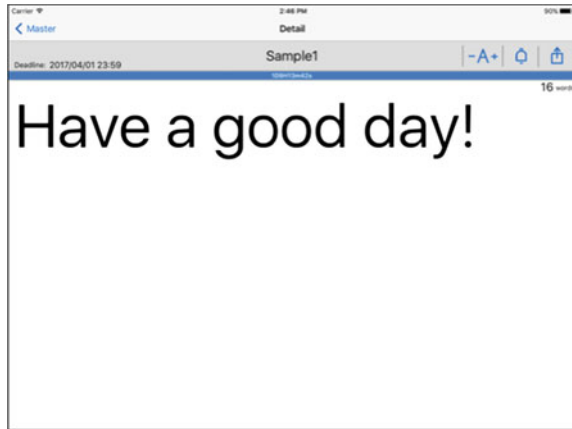 Carrier 2:46 PM 90%
Master Detail
Sample1 -A+
Deadline: 2017/04/01 23:59
16 word
Have a good day!